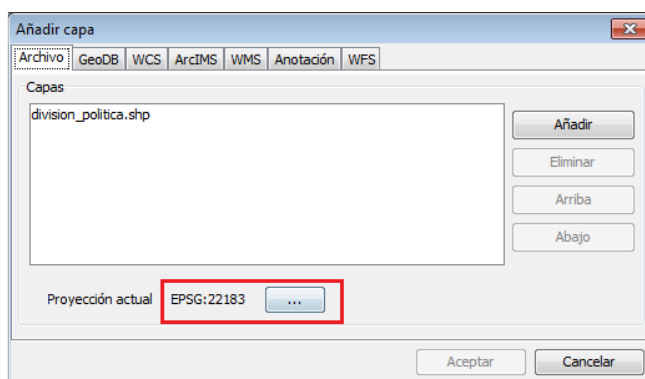 Añadir capa
Archivo GeoDB WCS ArcIMS WMS Anotación WFS
Capas
division_politica.shp
Añadir
Eliminar
Arriba
Abajo
Proyección actual EPSG:22183 ...
Aceptar Cancelar